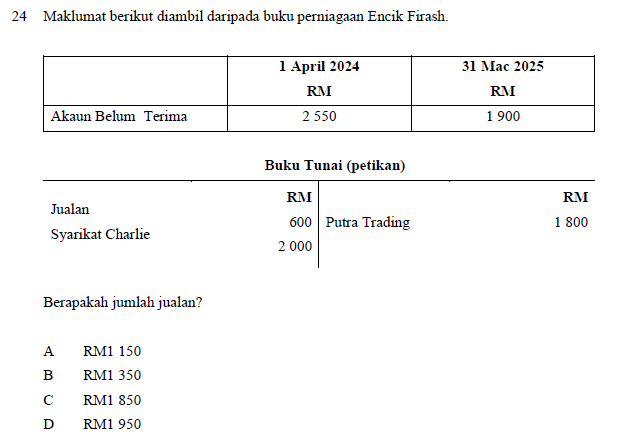 24 Maklumat berikut diambil daripada buku perniagaan Encik Firash.
1 April 2024 31 Mac 2025
RM RM
Akaun Belum Terima 2 550 1 900
Buku Tunai (petikan)
RM RM
Jualan
600 Putra Trading 1 800
Syarikat Charlie
2 000
Berapakah jumlah jualan?
A RM1 150
B RM1 350
C RM1 850
D RM1 950